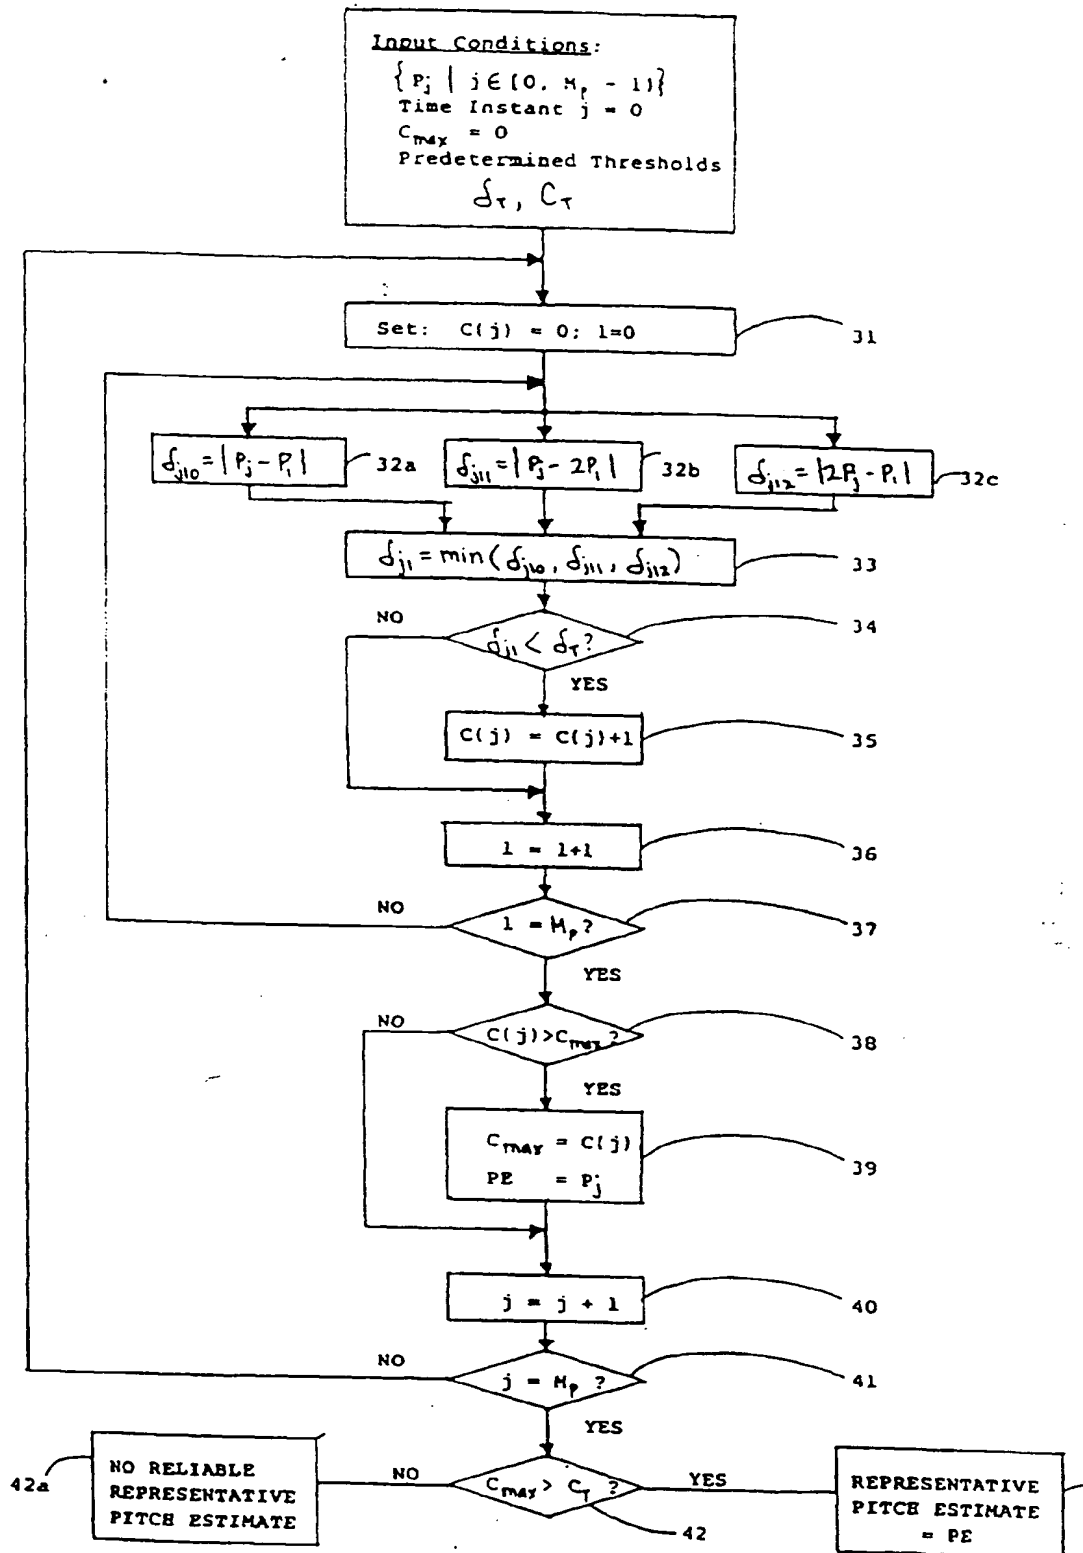 Input Conditions:
{Pj | j∈(0, Mp - 1)}
Time Instant j = 0
Cmax = 0
Predetermined Thresholds
δT, CT
Set: C(j) = 0; l=0
31
δjl0 = |Pj - Pl|
32a
δjl1 = |Pj - 2Pl|
32b
δjl2 = |2Pj - Pl|
32c
δjl = min(δjl0, δjl1, δjl2)
33
δjl < δT?
34
NO
YES
C(j) = C(j)+1
35
l = l+1
36
l = Mp?
37
NO
YES
C(j)>Cmax?
38
NO
YES
Cmax = C(j)
PE = Pj
39
j = j + 1
40
j = Mp ?
41
NO
YES
Cmax > CT ?
42
NO
YES
42a
NO RELIABLE
REPRESENTATIVE
PITCH ESTIMATE
REPRESENTATIVE
PITCH ESTIMATE
= PE